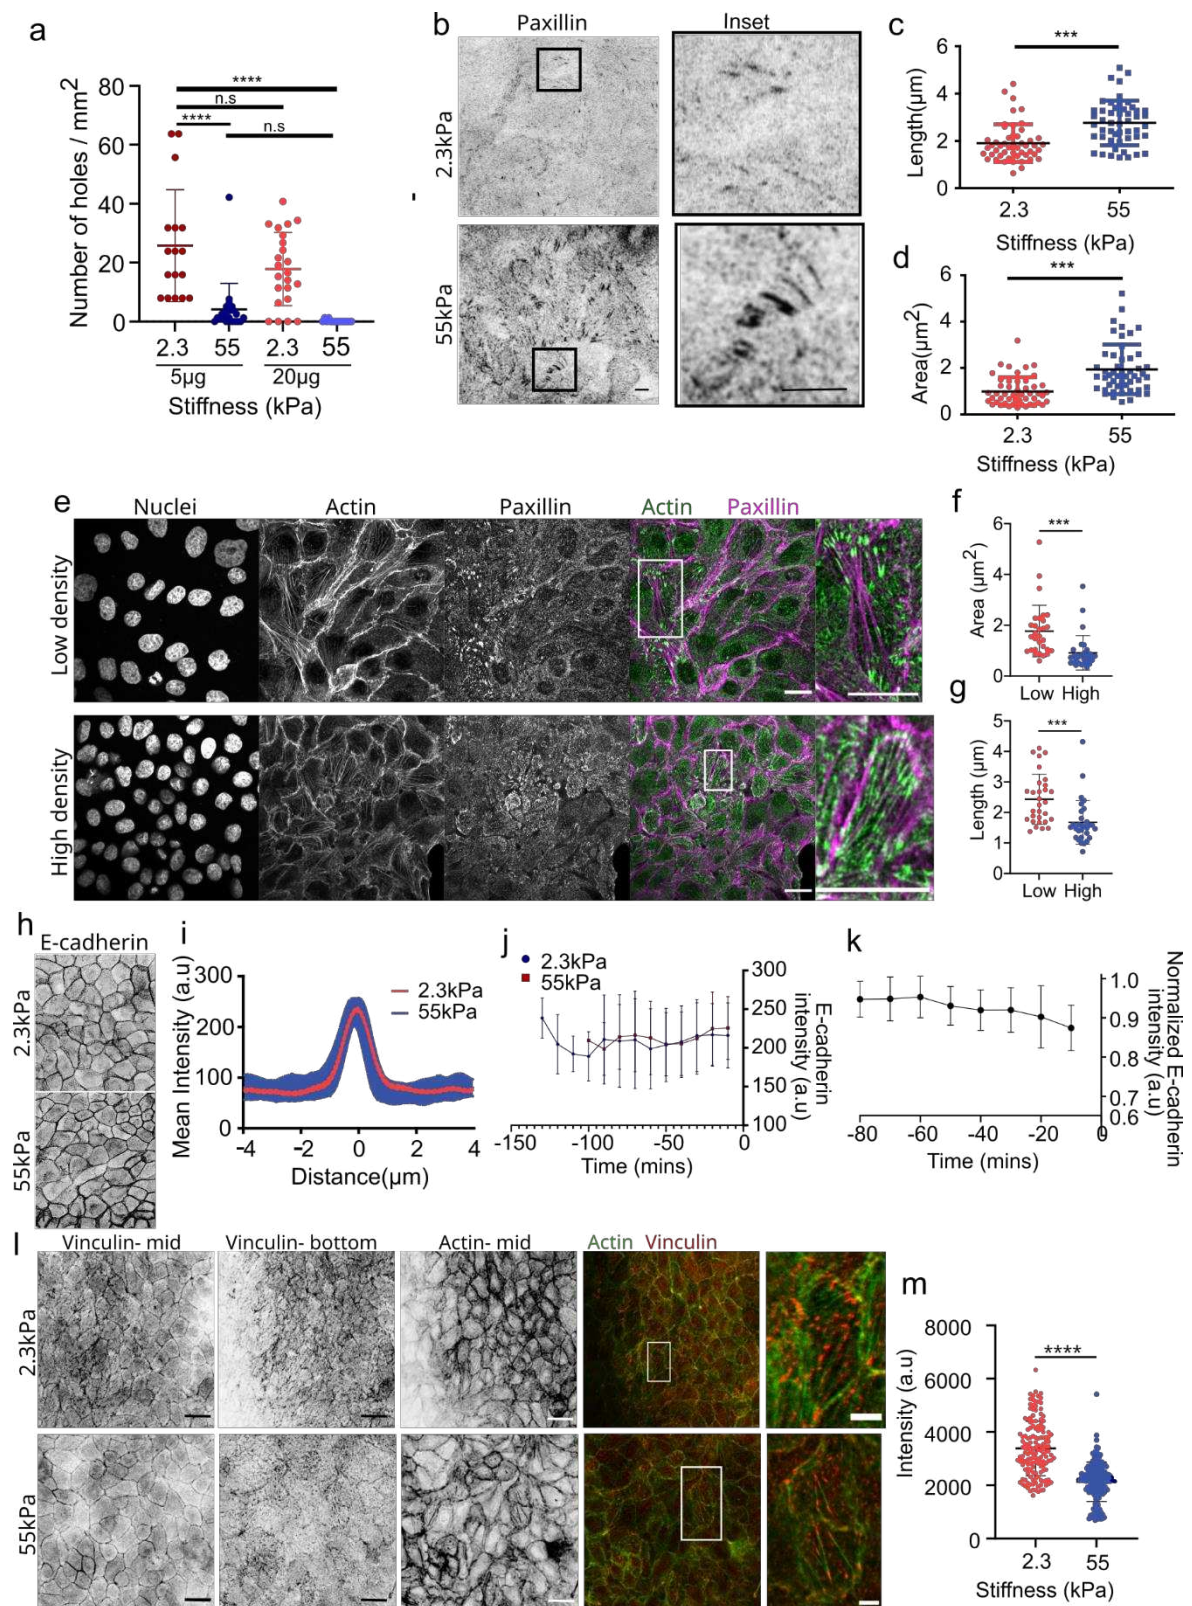 a
Number of holes / mm2
80
60
40
20
0
****
n.s
****
n.s
2.3 55 2.3 55
5µg 20µg
Stiffness (kPa)
b
Paxillin Inset
2.3kPa
55kPa
c
Length(µm)
6
4
2
0
***
2.3 55
Stiffness (kPa)
d
Area(µm2)
6
4
2
0
***
2.3 55
Stiffness (kPa)
e
Nuclei Actin Paxillin Actin Paxillin
Low density
High density
f
Area (µm2)
6
4
2
0
***
Low High
g
Length (µm)
5
4
3
2
1
0
***
Low High
h
E-cadherin
2.3kPa
55kPa
i
Mean Intensity (a.u)
300
200
100
0
2.3kPa
55kPa
-4 -2 0 2 4
Distance(µm)
j
2.3kPa
55kPa
300
250
200
150
100
E-cadherin
intensity (a.u)
-150 -100 -50 0
Time (mins)
k
1.0
0.9
0.8
0.7
0.6
Normalized E-cadherin
intensity (a.u)
-80 -60 -40 -20 0
Time (mins)
l
Vinculin- mid Vinculin- bottom Actin- mid Actin Vinculin
2.3kPa
55kPa
m
Intensity (a.u)
8000
6000
4000
2000
0
****
2.3 55
Stiffness (kPa)